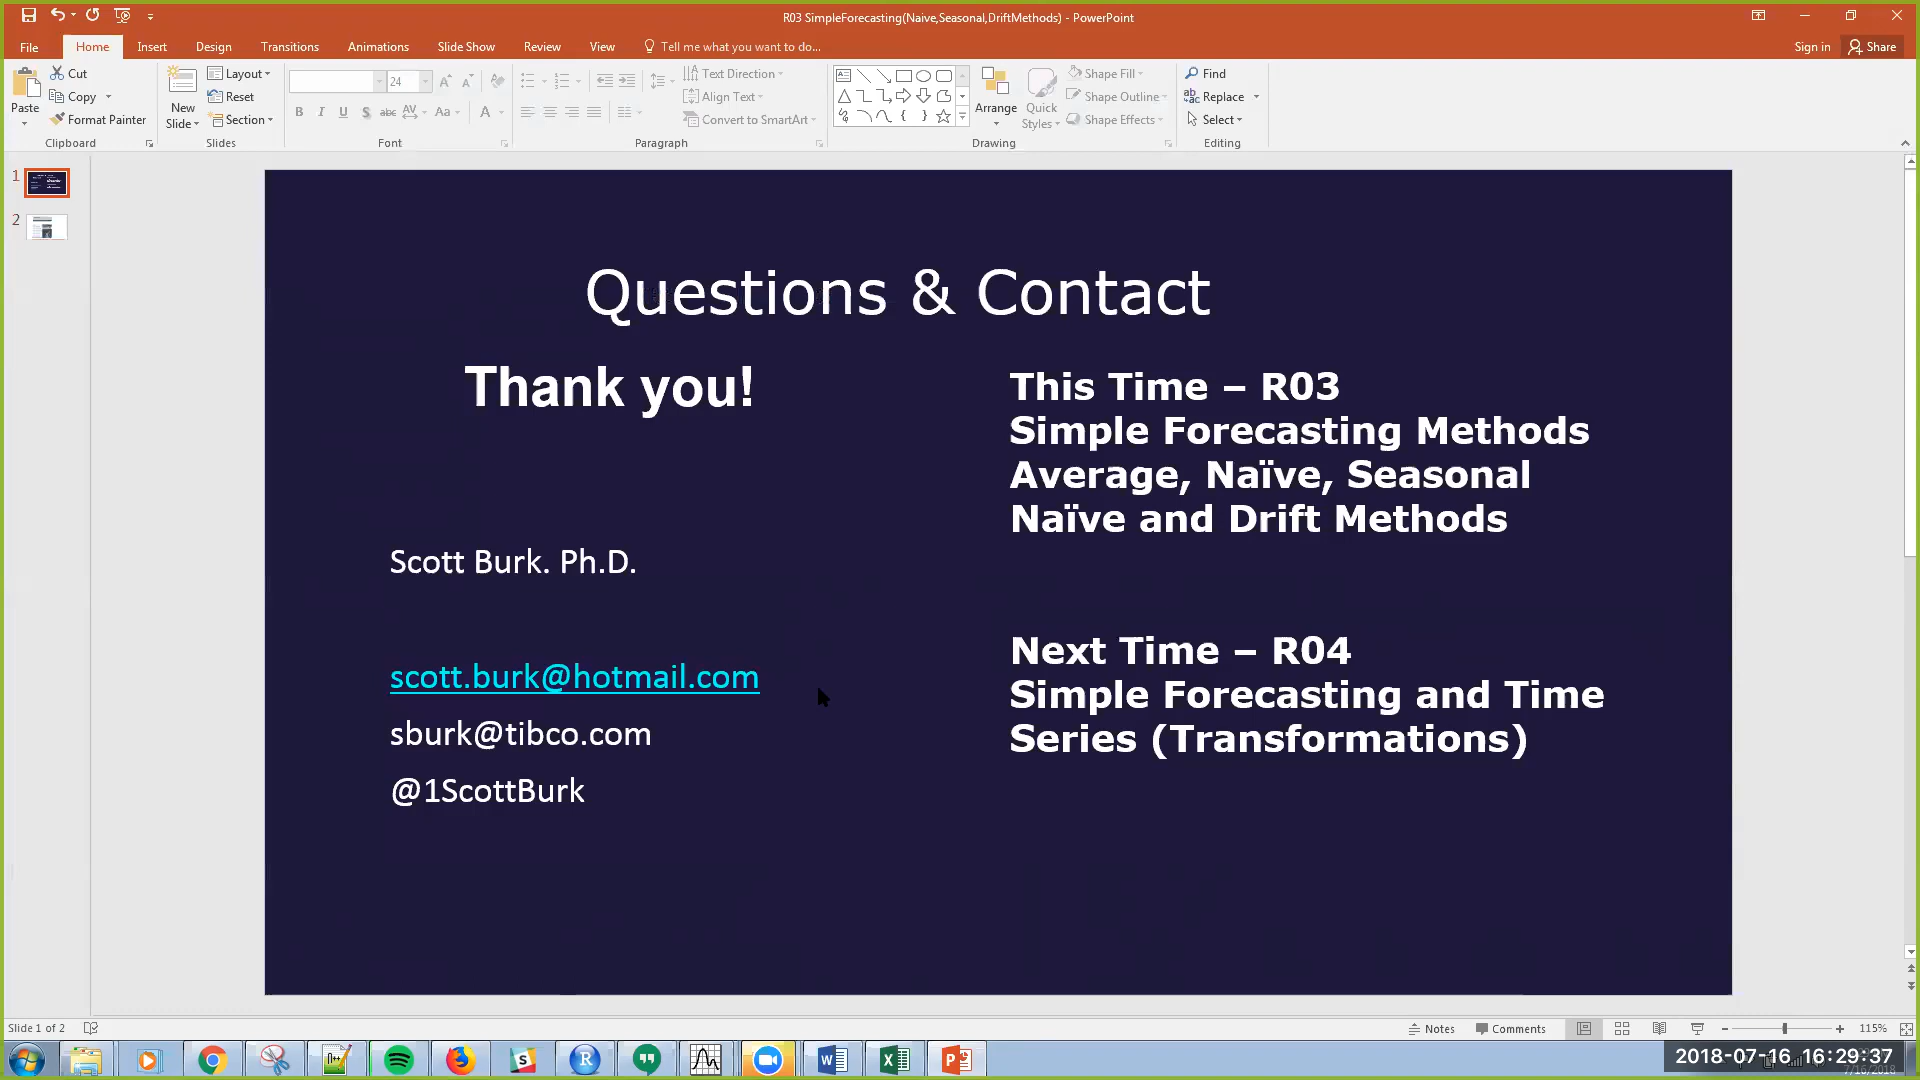 R03 SimpleForecasting(Naive,Seasonal,DriftMethods) - PowerPoint
File Home Insert Design Transitions Animations Slide Show Review View Tell me what you want to do... Sign in Share
Cut
Copy
Format Painter
Paste
Clipboard
New Slide
Layout
Reset
Section
Slides
24
B I U S abc AV Aa A
Font
Text Direction
Align Text
Convert to SmartArt
Paragraph
Arrange
Quick Styles
Shape Fill
Shape Outline
Shape Effects
Drawing
Find
Replace
Select
Editing
1
2
Questions & Contact
Thank you!
Scott Burk. Ph.D.
scott.burk@hotmail.com
sburk@tibco.com
@1ScottBurk
This Time – R03
Simple Forecasting Methods
Average, Naïve, Seasonal
Naïve and Drift Methods
Next Time – R04
Simple Forecasting and Time
Series (Transformations)
Slide 1 of 2 Notes Comments 115%
2018-07-16 16:29:37
7/16/2018